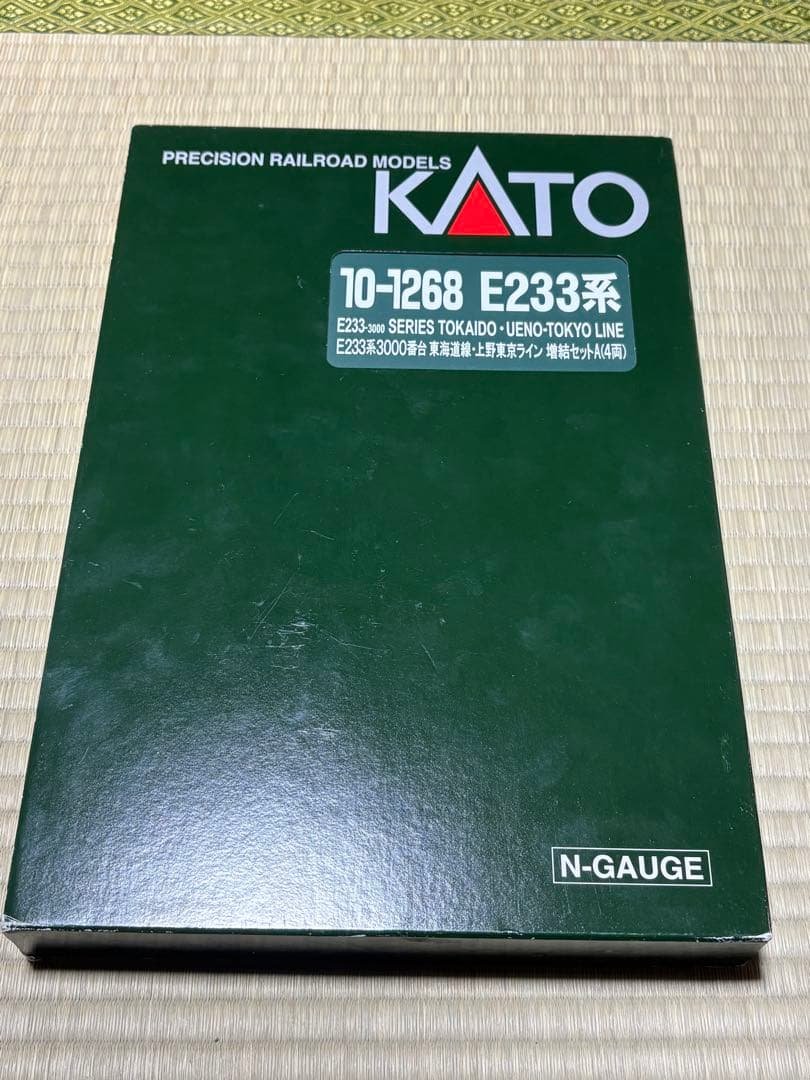 PRECISION RAILROAD MODELS
KATO
10-1268 E233系
E233-3000 SERIES TOKAIDO・UENO-TOKYO LINE
E233系3000番台 東海道線・上野東京ライン 増結セットA(4両)
N-GAUGE